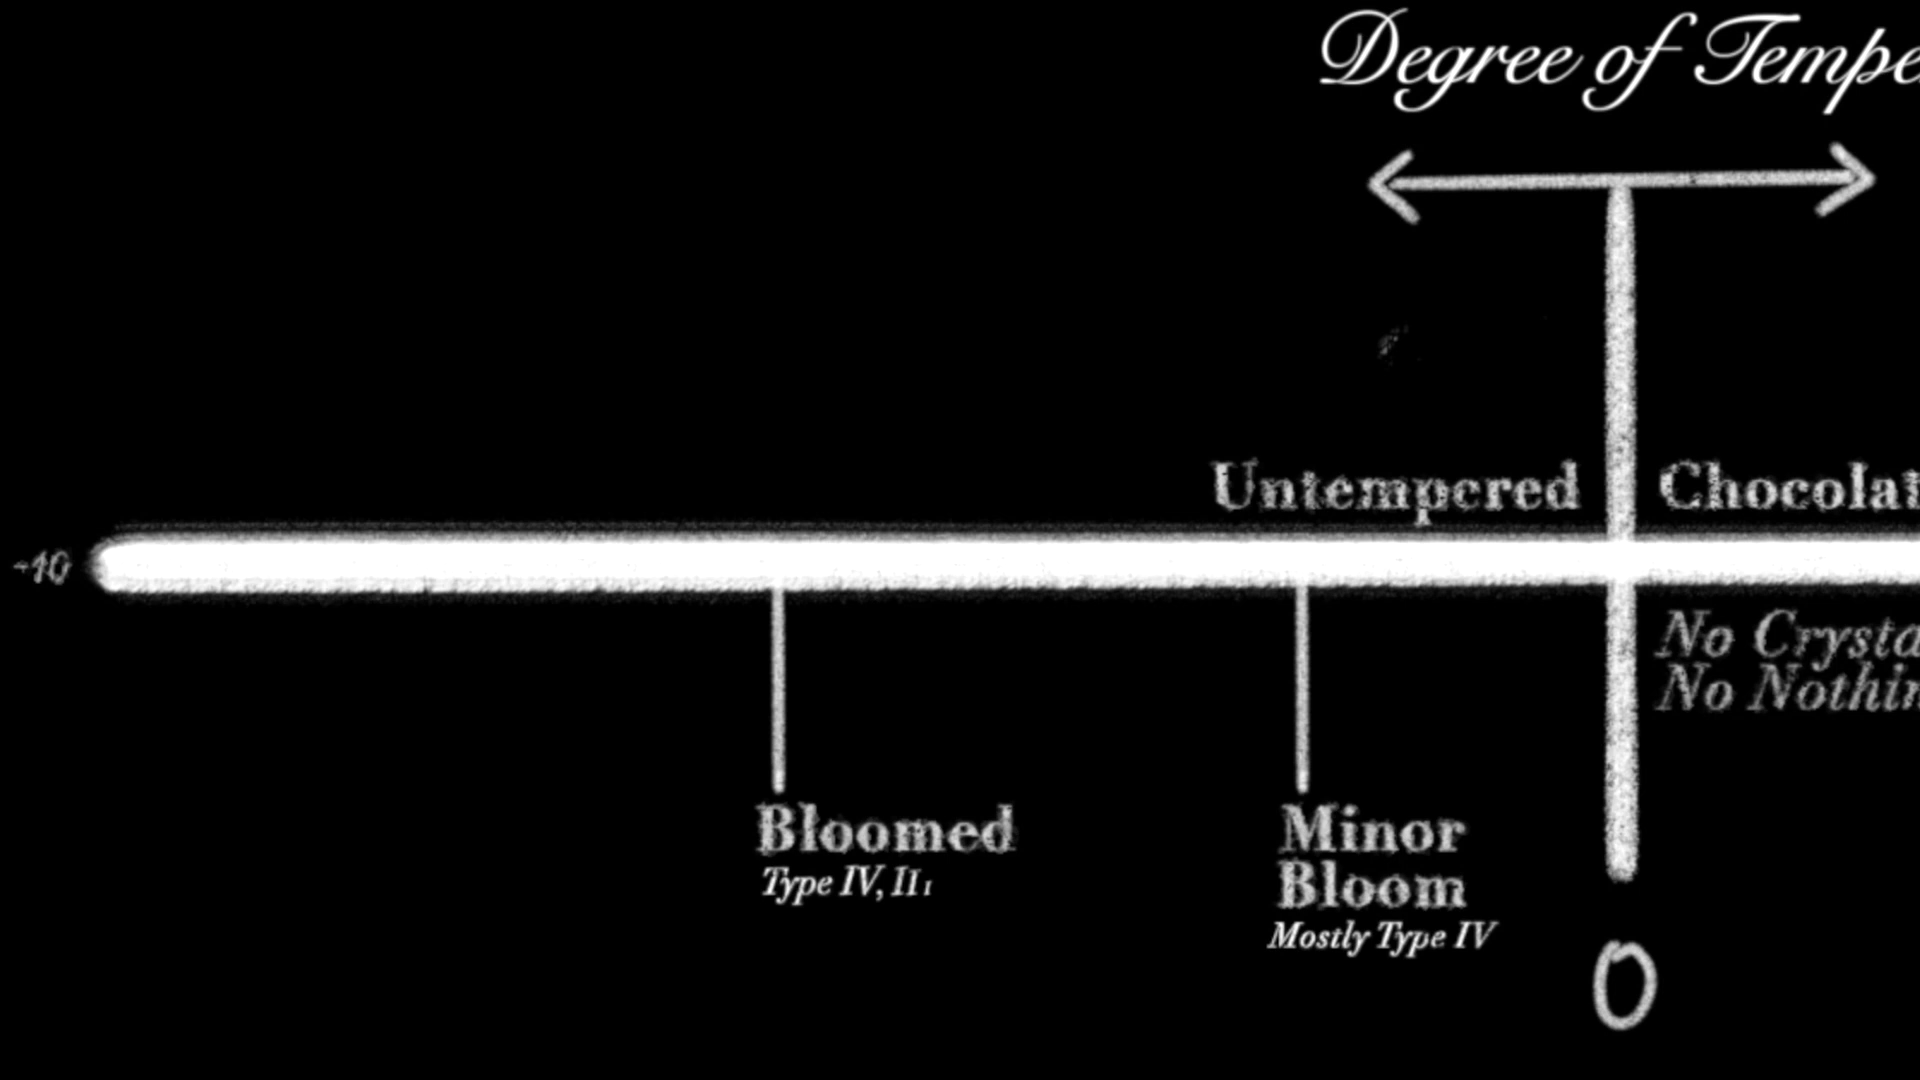 Degree of Tempe
Untempered Chocolat
-10
No Crysta
No Nothin
Bloomed
Type IV, III
Minor
Bloom
Mostly Type IV
0